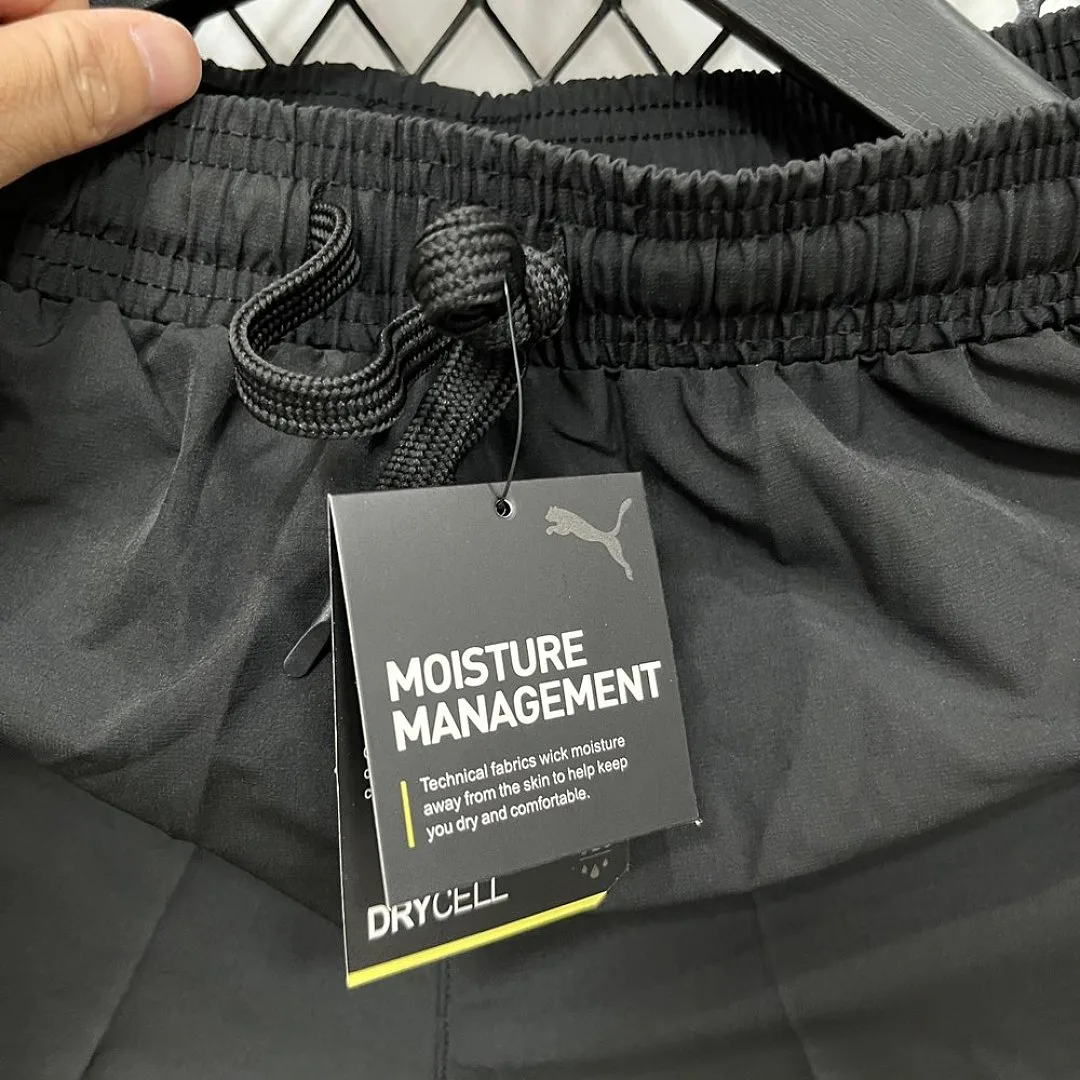 MOISTURE
MANAGEMENT
Technical fabrics wick moisture
away from the skin to help keep
you dry and comfortable.
DRYCELL